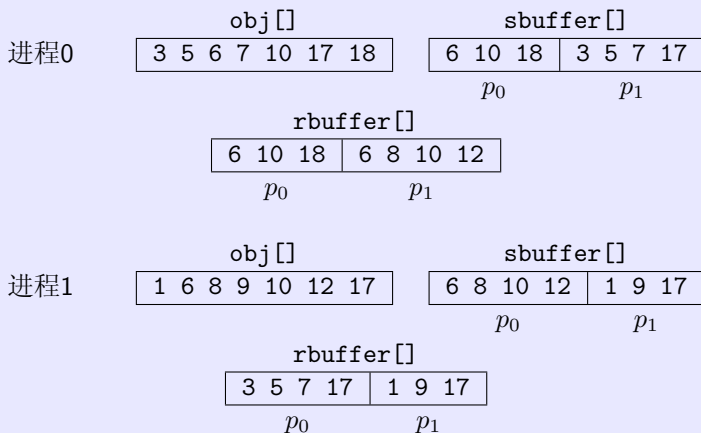 obj[] sbuffer[]
进程0 3 5 6 7 10 17 18 6 10 18 3 5 7 17
p0 p1
rbuffer[]
6 10 18 6 8 10 12
p0 p1
obj[] sbuffer[]
进程1 1 6 8 9 10 12 17 6 8 10 12 1 9 17
p0 p1
rbuffer[]
3 5 7 17 1 9 17
p0 p1